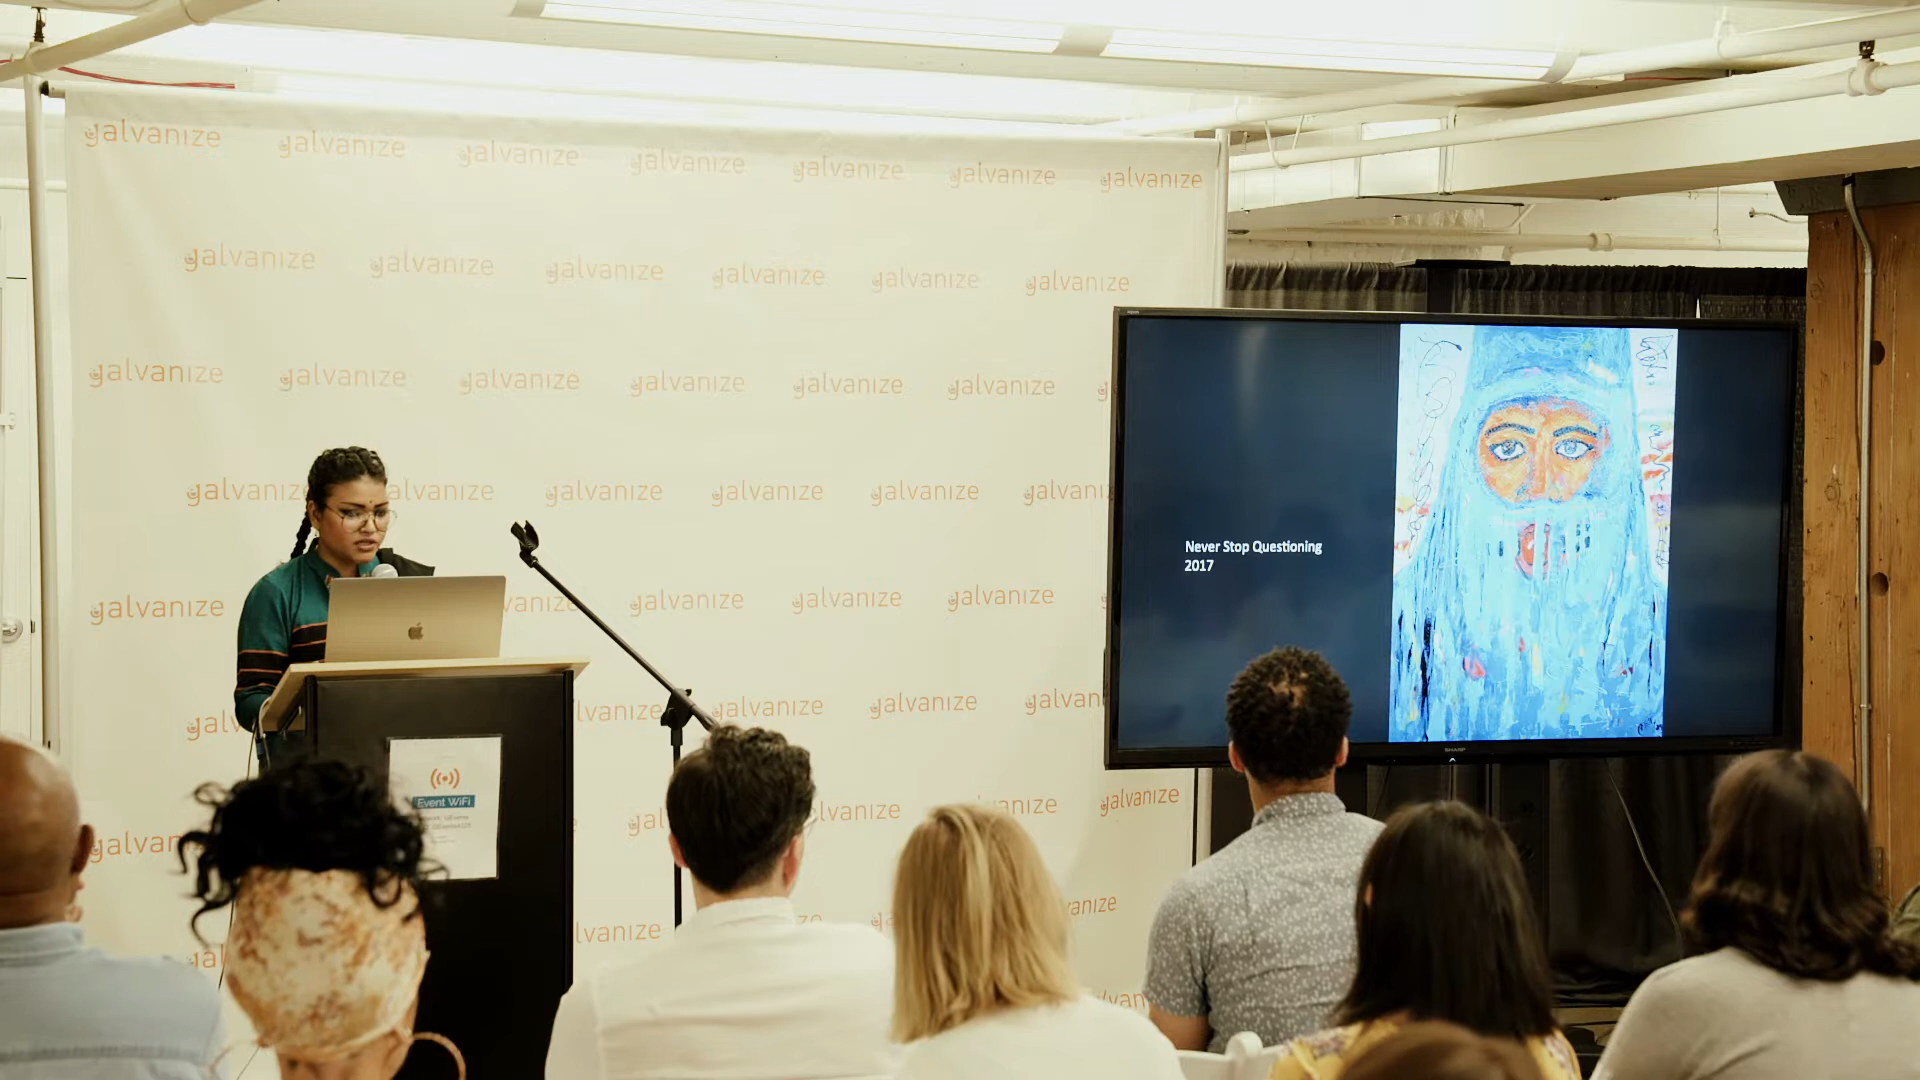 galvanize galvanize galvanize galvanize galvanize galvanize galvanize
galvanize galvanize galvanize galvanize galvanize galvanize
galvanize galvanize galvanize galvanize galvanize galvanize
galvanize galvanize galvanize galvanize
galvanize galvanize galvanize galvanize
galvanize galvanize
galvanize
Never Stop Questioning
2017
SHARP
Event WiFi